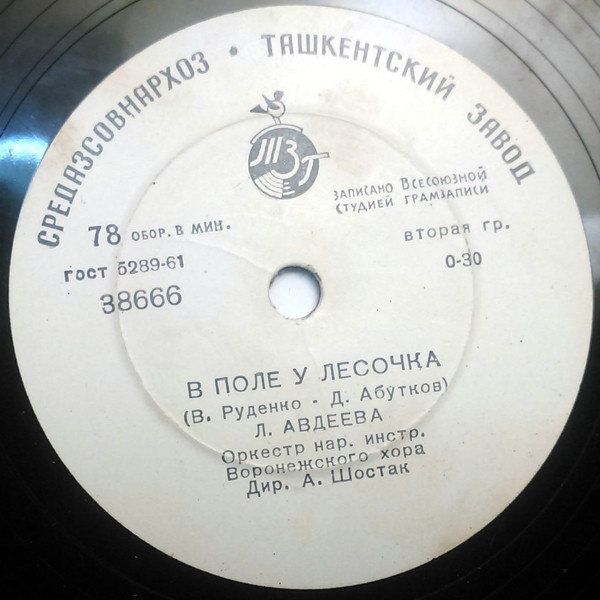 СРЕДАЗСОВНАРХОЗ • ТАШКЕНТСКИЙ ЗАВОД
ТЗГ
ЗАПИСАНО ВСЕСОЮЗНОЙ
СТУДИЕЙ ГРАМЗАПИСИ
78 ОБОР. В МИН.
вторая гр.
гост 5289-61
0-30
38666
В ПОЛЕ У ЛЕСОЧКА
(В. Руденко - Д. Абутков)
Л. АВДЕЕВА
Оркестр нар. инстр.
Воронежского хора
Дир. А. Шостак